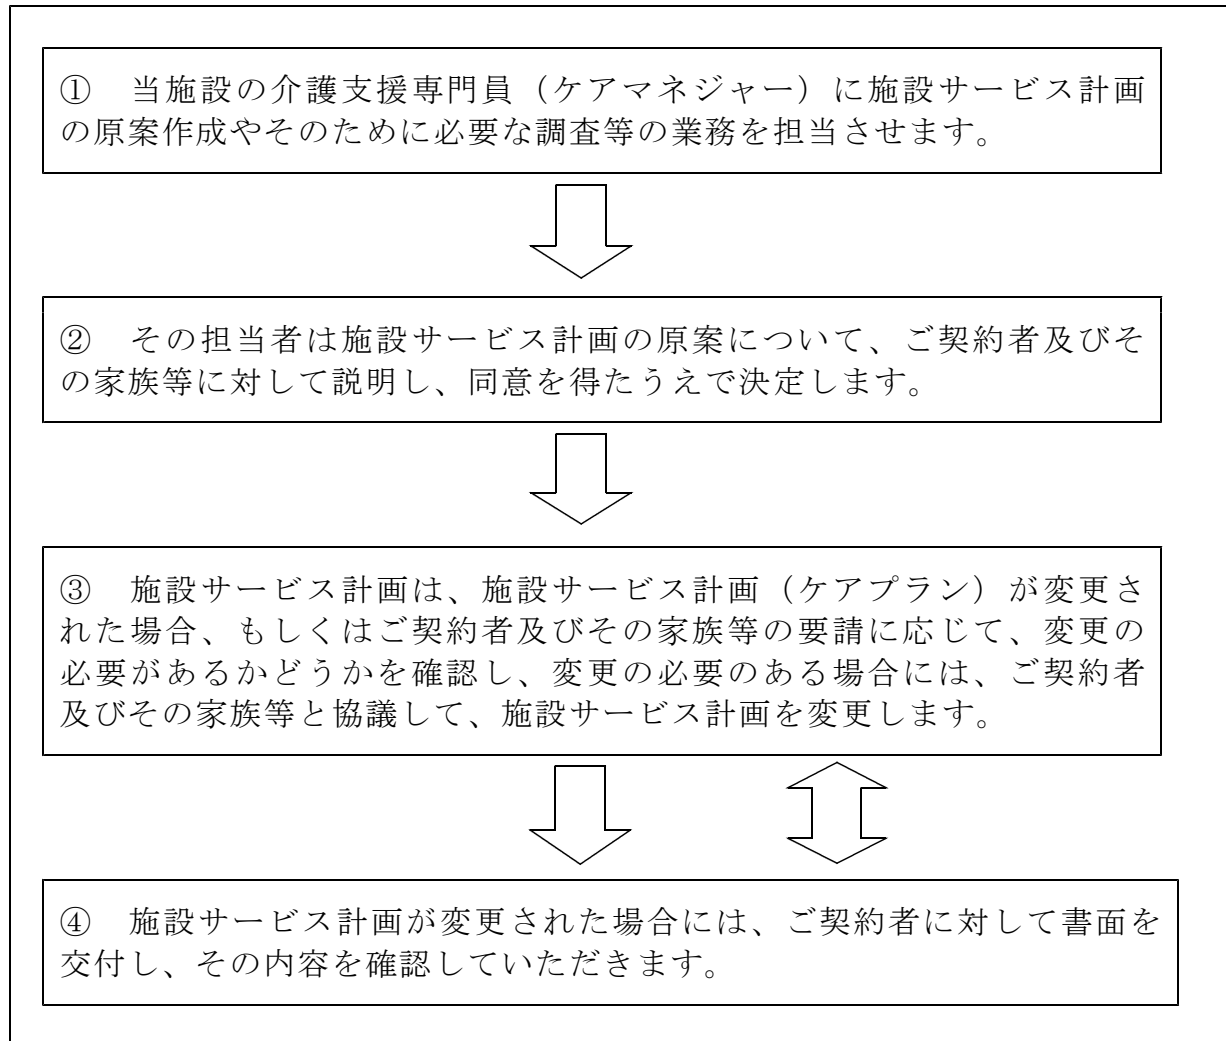 ① 当施設の介護支援専門員（ケアマネジャー）に施設サービス計画
の原案作成やそのために必要な調査等の業務を担当させます。
② その担当者は施設サービス計画の原案について、ご契約者及びそ
の家族等に対して説明し、同意を得たうえで決定します。
③ 施設サービス計画は、施設サービス計画（ケアプラン）が変更さ
れた場合、もしくはご契約者及びその家族等の要請に応じて、変更の
必要があるかどうかを確認し、変更の必要のある場合には、ご契約者
及びその家族等と協議して、施設サービス計画を変更します。
④ 施設サービス計画が変更された場合には、ご契約者に対して書面を
交付し、その内容を確認していただきます。